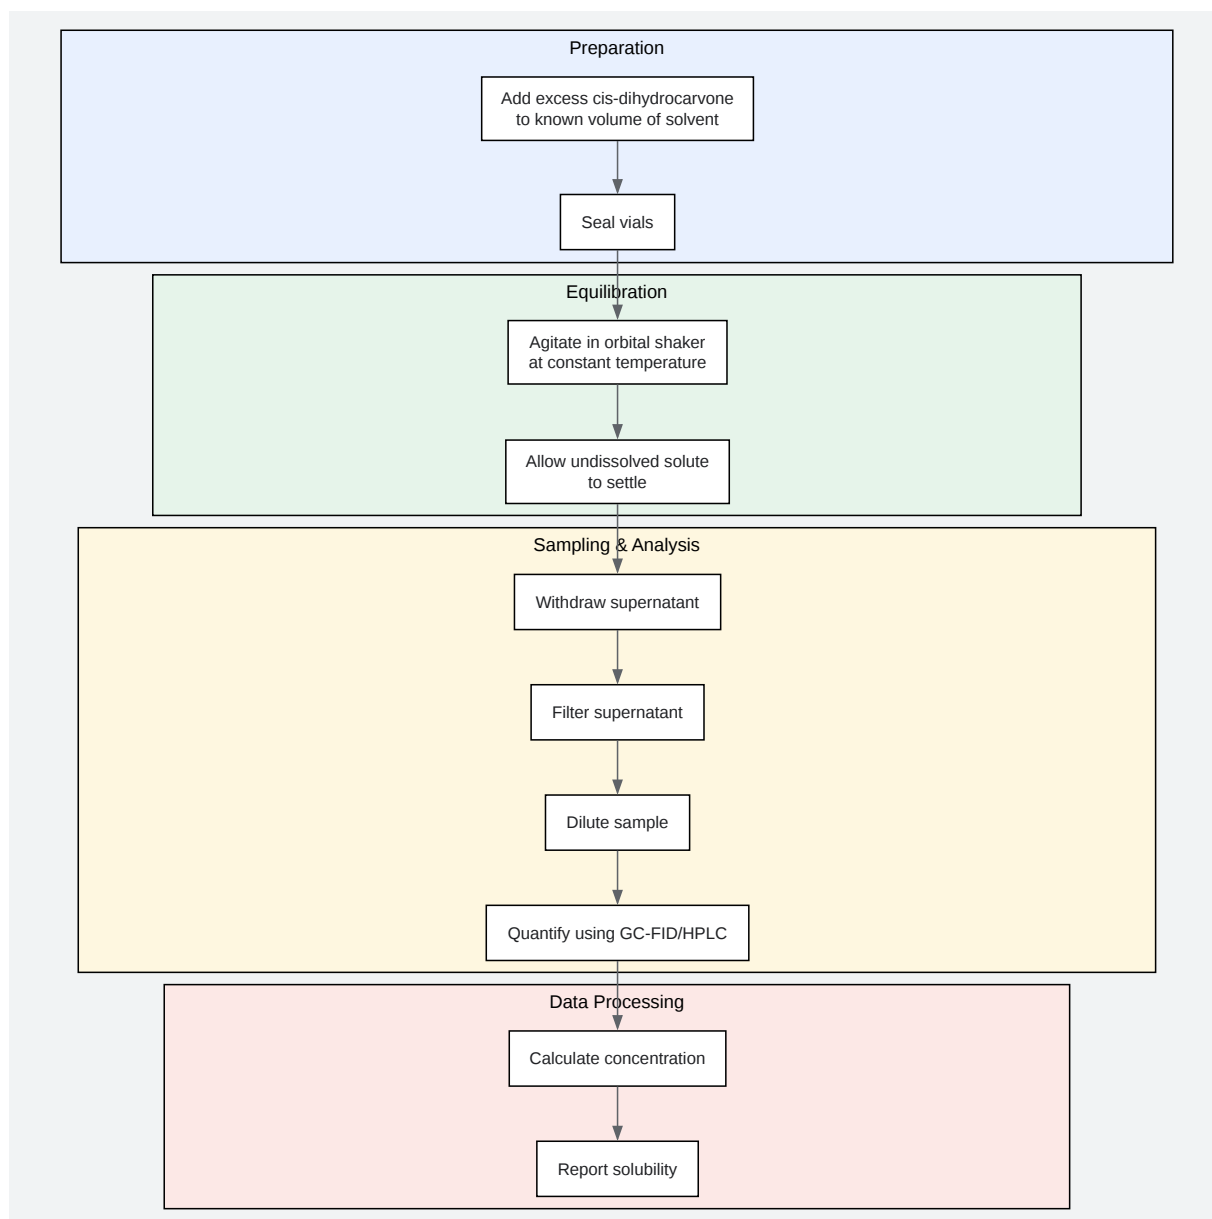 Preparation
Add excess cis-dihydrocarvone
to known volume of solvent
Seal vials
Equilibration
Agitate in orbital shaker
at constant temperature
Allow undissolved solute
to settle
Sampling & Analysis
Withdraw supernatant
Filter supernatant
Dilute sample
Quantify using GC-FID/HPLC
Data Processing
Calculate concentration
Report solubility